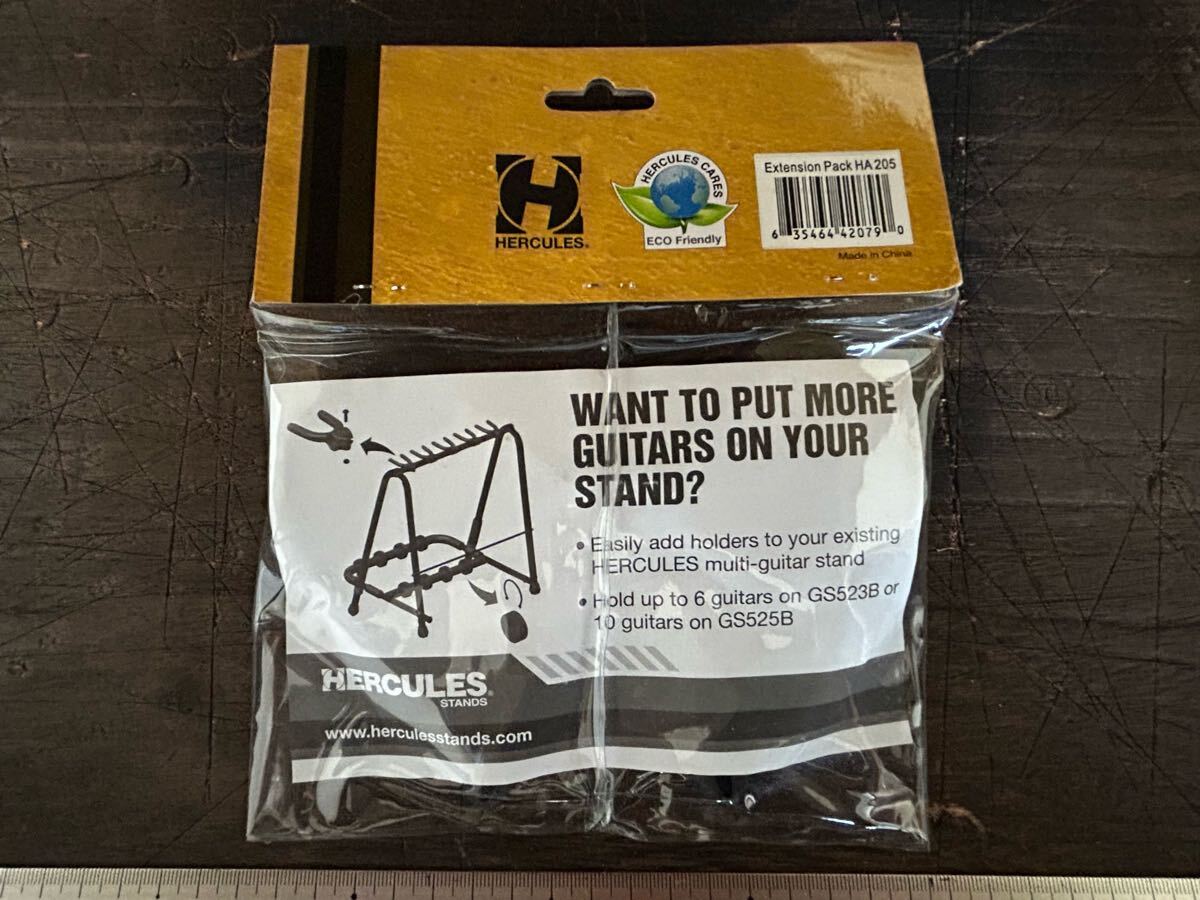 HERCULES®
HERCULES CARES
ECO Friendly
Extension Pack HA 205
6 35464 42079 0
Made in China
WANT TO PUT MORE
GUITARS ON YOUR
STAND?
• Easily add holders to your existing
HERCULES multi-guitar stand
• Hold up to 6 guitars on GS523B or
10 guitars on GS525B
HERCULES®
STANDS
www.herculesstands.com